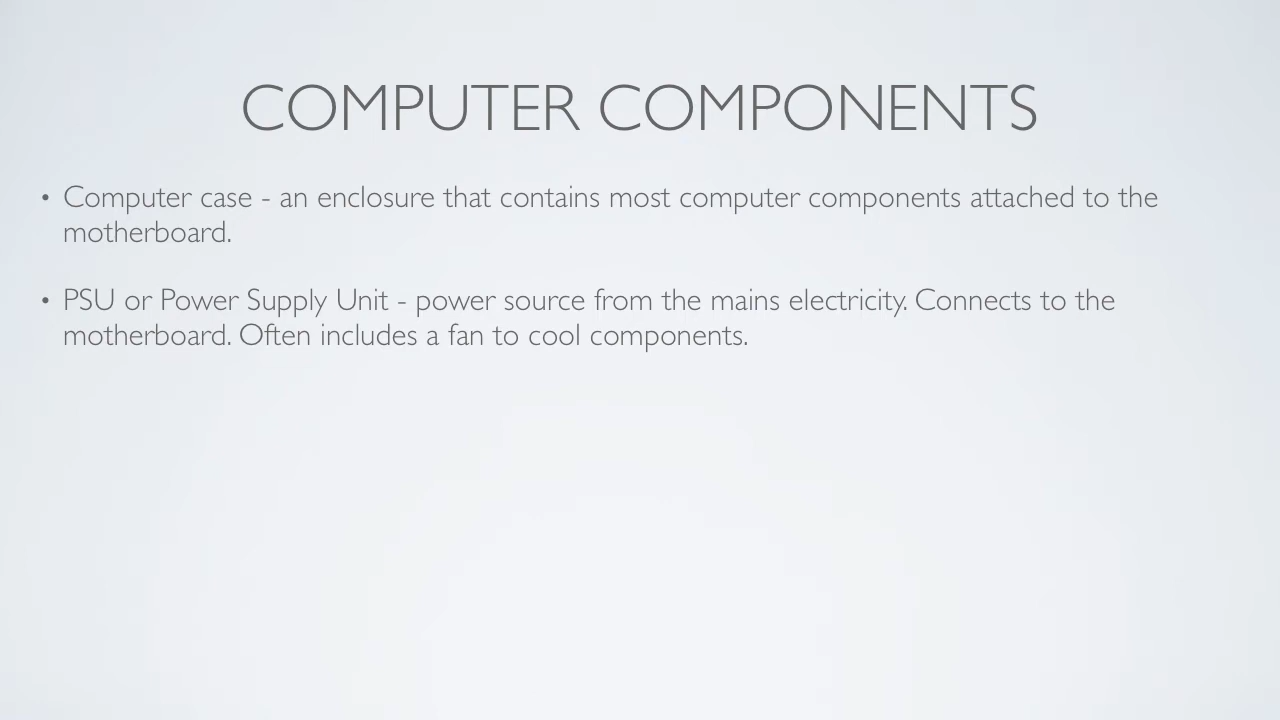 COMPUTER COMPONENTS
• Computer case - an enclosure that contains most computer components attached to the
motherboard.
• PSU or Power Supply Unit - power source from the mains electricity. Connects to the
motherboard. Often includes a fan to cool components.